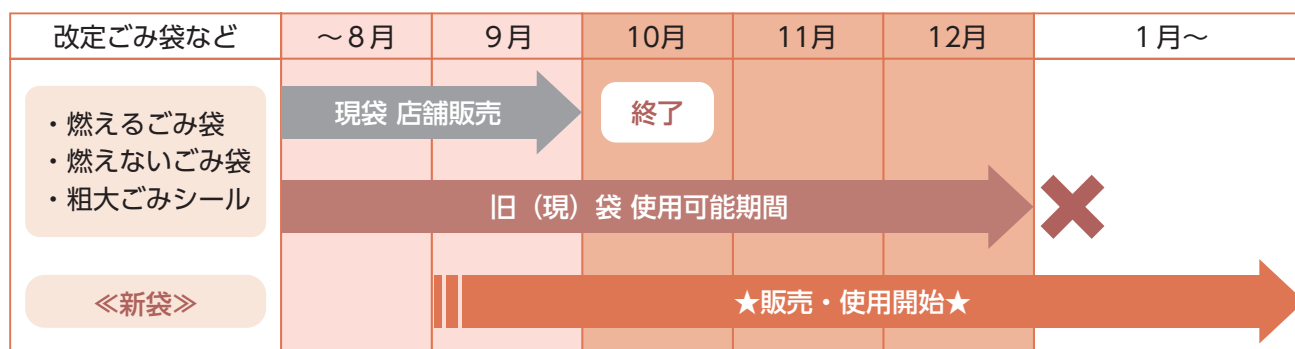 改定ごみ袋など ～８月 ９月 10月 11月 12月 １月～
・燃えるごみ袋
・燃えないごみ袋
・粗大ごみシール
現袋 店舗販売 終了
旧（現）袋 使用可能期間
≪新袋≫ ★販売・使用開始★